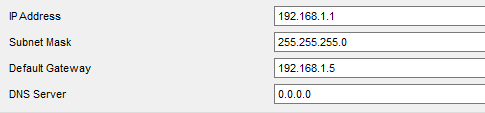 IP Address 192.168.1.1
Subnet Mask 255.255.255.0
Default Gateway 192.168.1.5
DNS Server 0.0.0.0